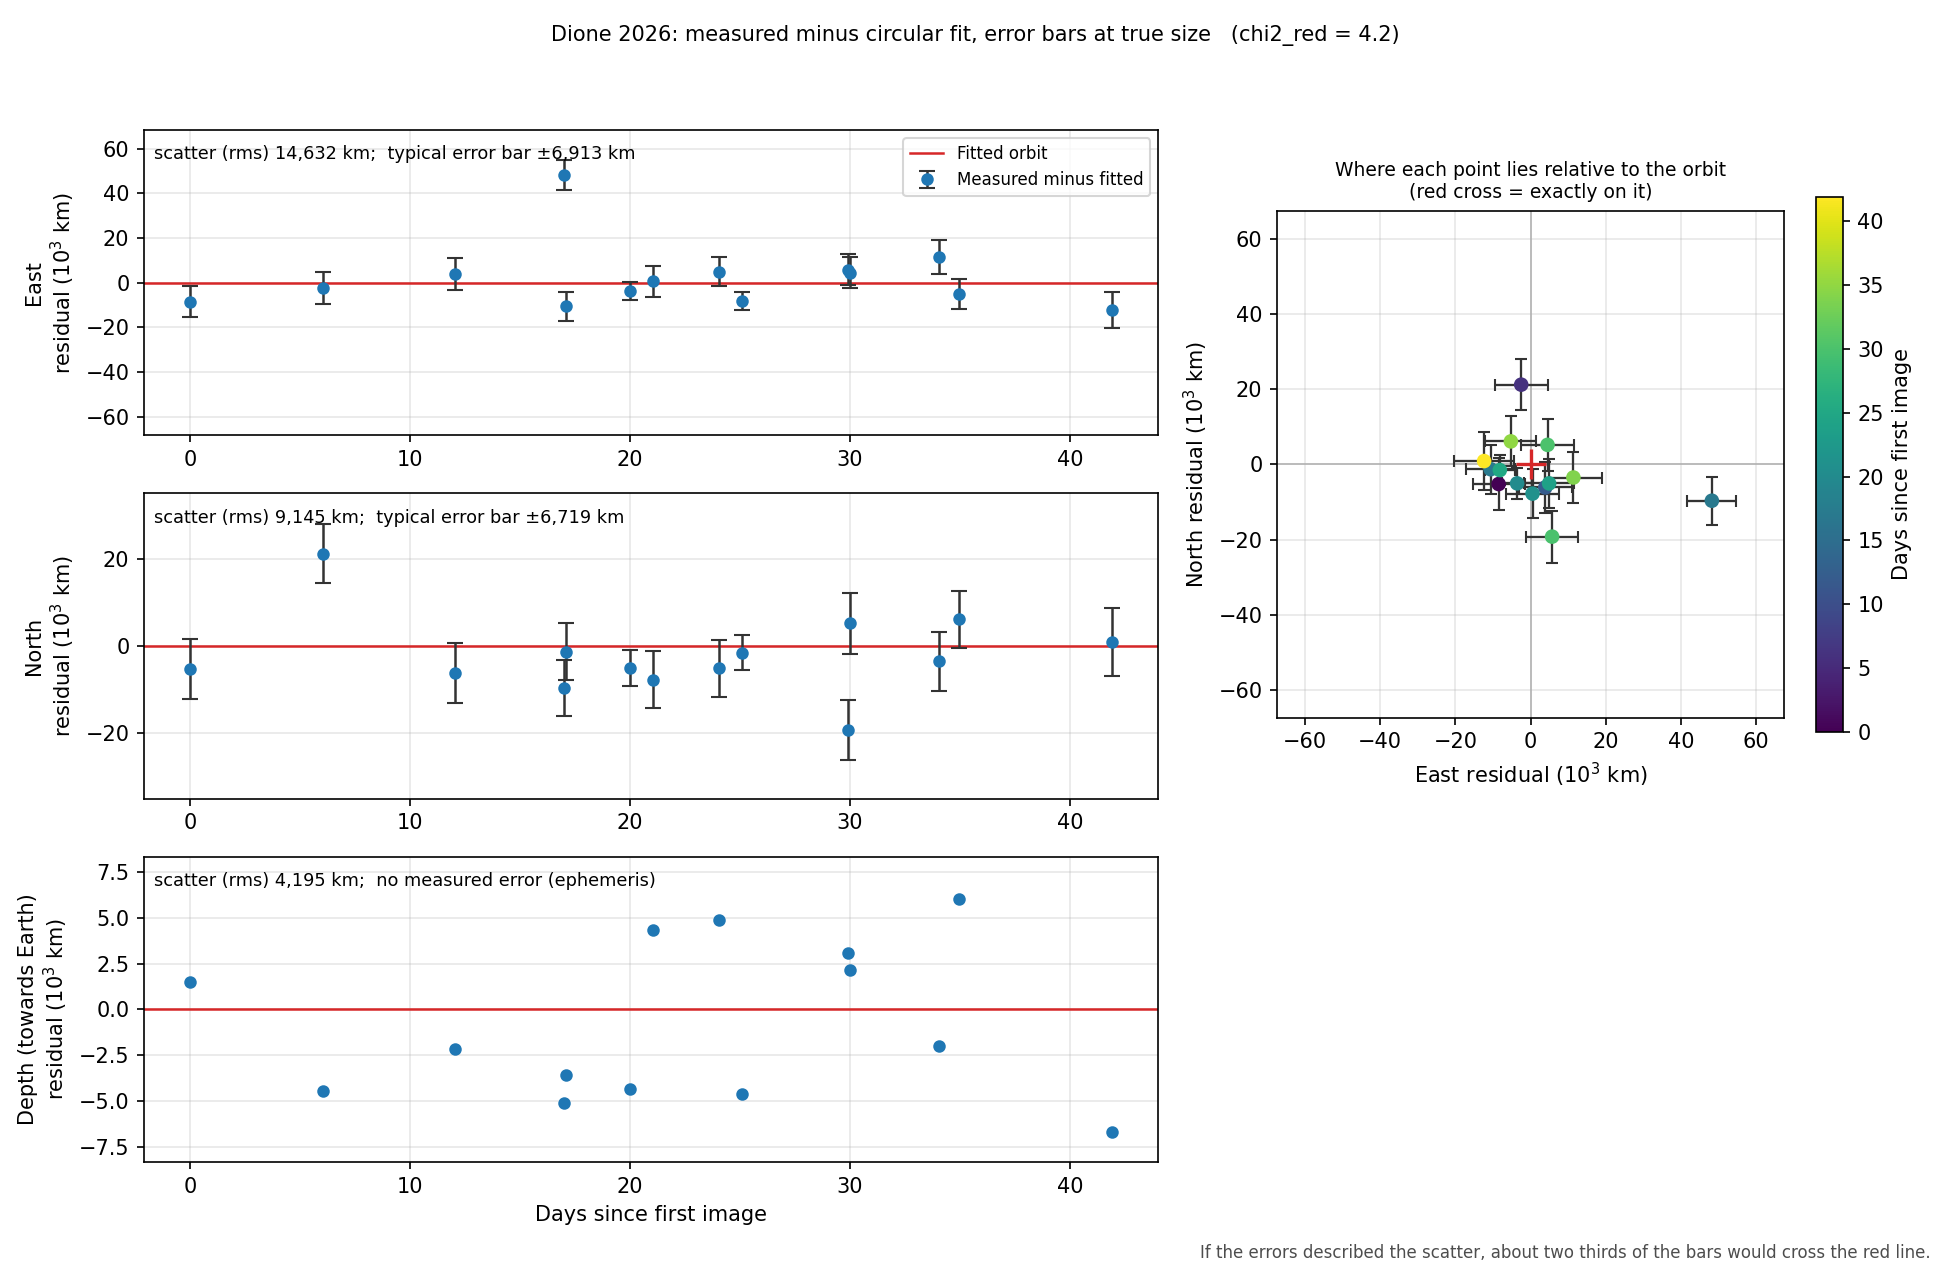 Dione 2026: measured minus circular fit, error bars at true size (chi2_red = 4.2)
scatter (rms) 14,632 km; typical error bar ±6,913 km
Fitted orbit
Measured minus fitted
East
residual (10³ km)
60
40
20
0
−20
−40
−60
0 10 20 30 40
scatter (rms) 9,145 km; typical error bar ±6,719 km
North
residual (10³ km)
20
0
−20
0 10 20 30 40
scatter (rms) 4,195 km; no measured error (ephemeris)
Depth (towards Earth)
residual (10³ km)
7.5
5.0
2.5
0.0
−2.5
−5.0
−7.5
0 10 20 30 40
Days since first image
Where each point lies relative to the orbit
(red cross = exactly on it)
North residual (10³ km)
60
40
20
0
−20
−40
−60
−60 −40 −20 0 20 40 60
East residual (10³ km)
40
35
30
25
20
15
10
5
0
Days since first image
If the errors described the scatter, about two thirds of the bars would cross the red line.